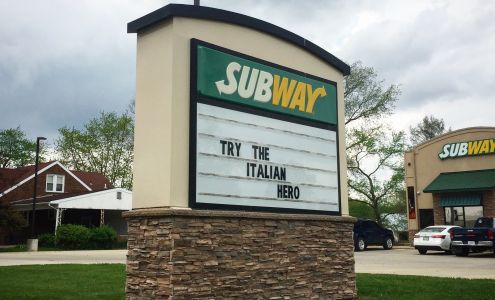 SUBWAY
TRY THE
ITALIAN
HERO
SUBWAY